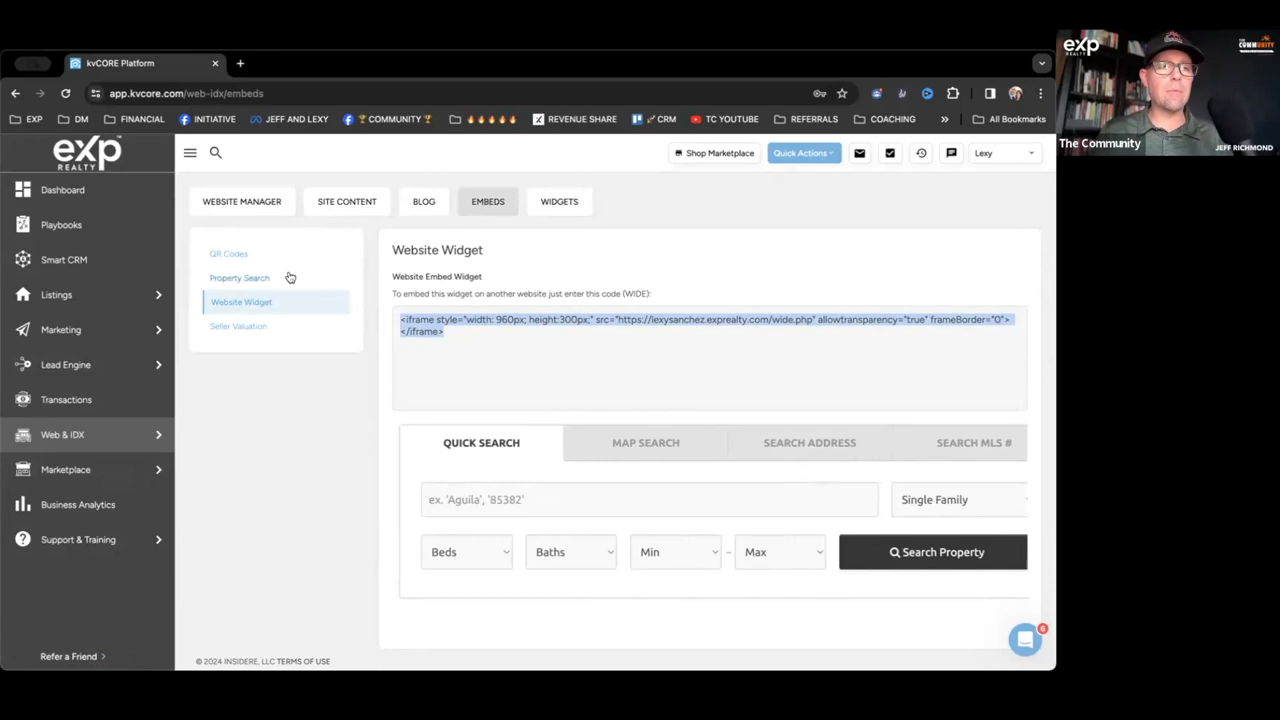 kvCORE Platform
app.kvcore.com/web-idx/embeds
EXP
DM
FINANCIAL
INITIATIVE
JEFF AND LEXY
COMMUNITY
REVENUE SHARE
CRM
TC YOUTUBE
REFERRALS
COACHING
All Bookmarks
exp
REALTY
THE
COMMUNITY
The Community
JEFF RICHMOND
exp™
REALTY
Shop Marketplace
Quick Actions
Lexy
Dashboard
Playbooks
Smart CRM
Listings
Marketing
Lead Engine
Transactions
Web & IDX
Marketplace
Business Analytics
Support & Training
Refer a Friend >
WEBSITE MANAGER
SITE CONTENT
BLOG
EMBEDS
WIDGETS
QR Codes
Property Search
Website Widget
Seller Valuation
Website Widget
Website Embed Widget
To embed this widget on another website just enter this code (WIDE):
<iframe style="width: 960px; height:300px;" src="https://lexysanchez.exprealty.com/wide.php" allowtransparency="true" frameBorder="0">
</iframe>
QUICK SEARCH
MAP SEARCH
SEARCH ADDRESS
SEARCH MLS #
ex. 'Aguila', '85382'
Single Family
Beds
Baths
Min
–
Max
Search Property
6
© 2024 INSIDERE, LLC TERMS OF USE